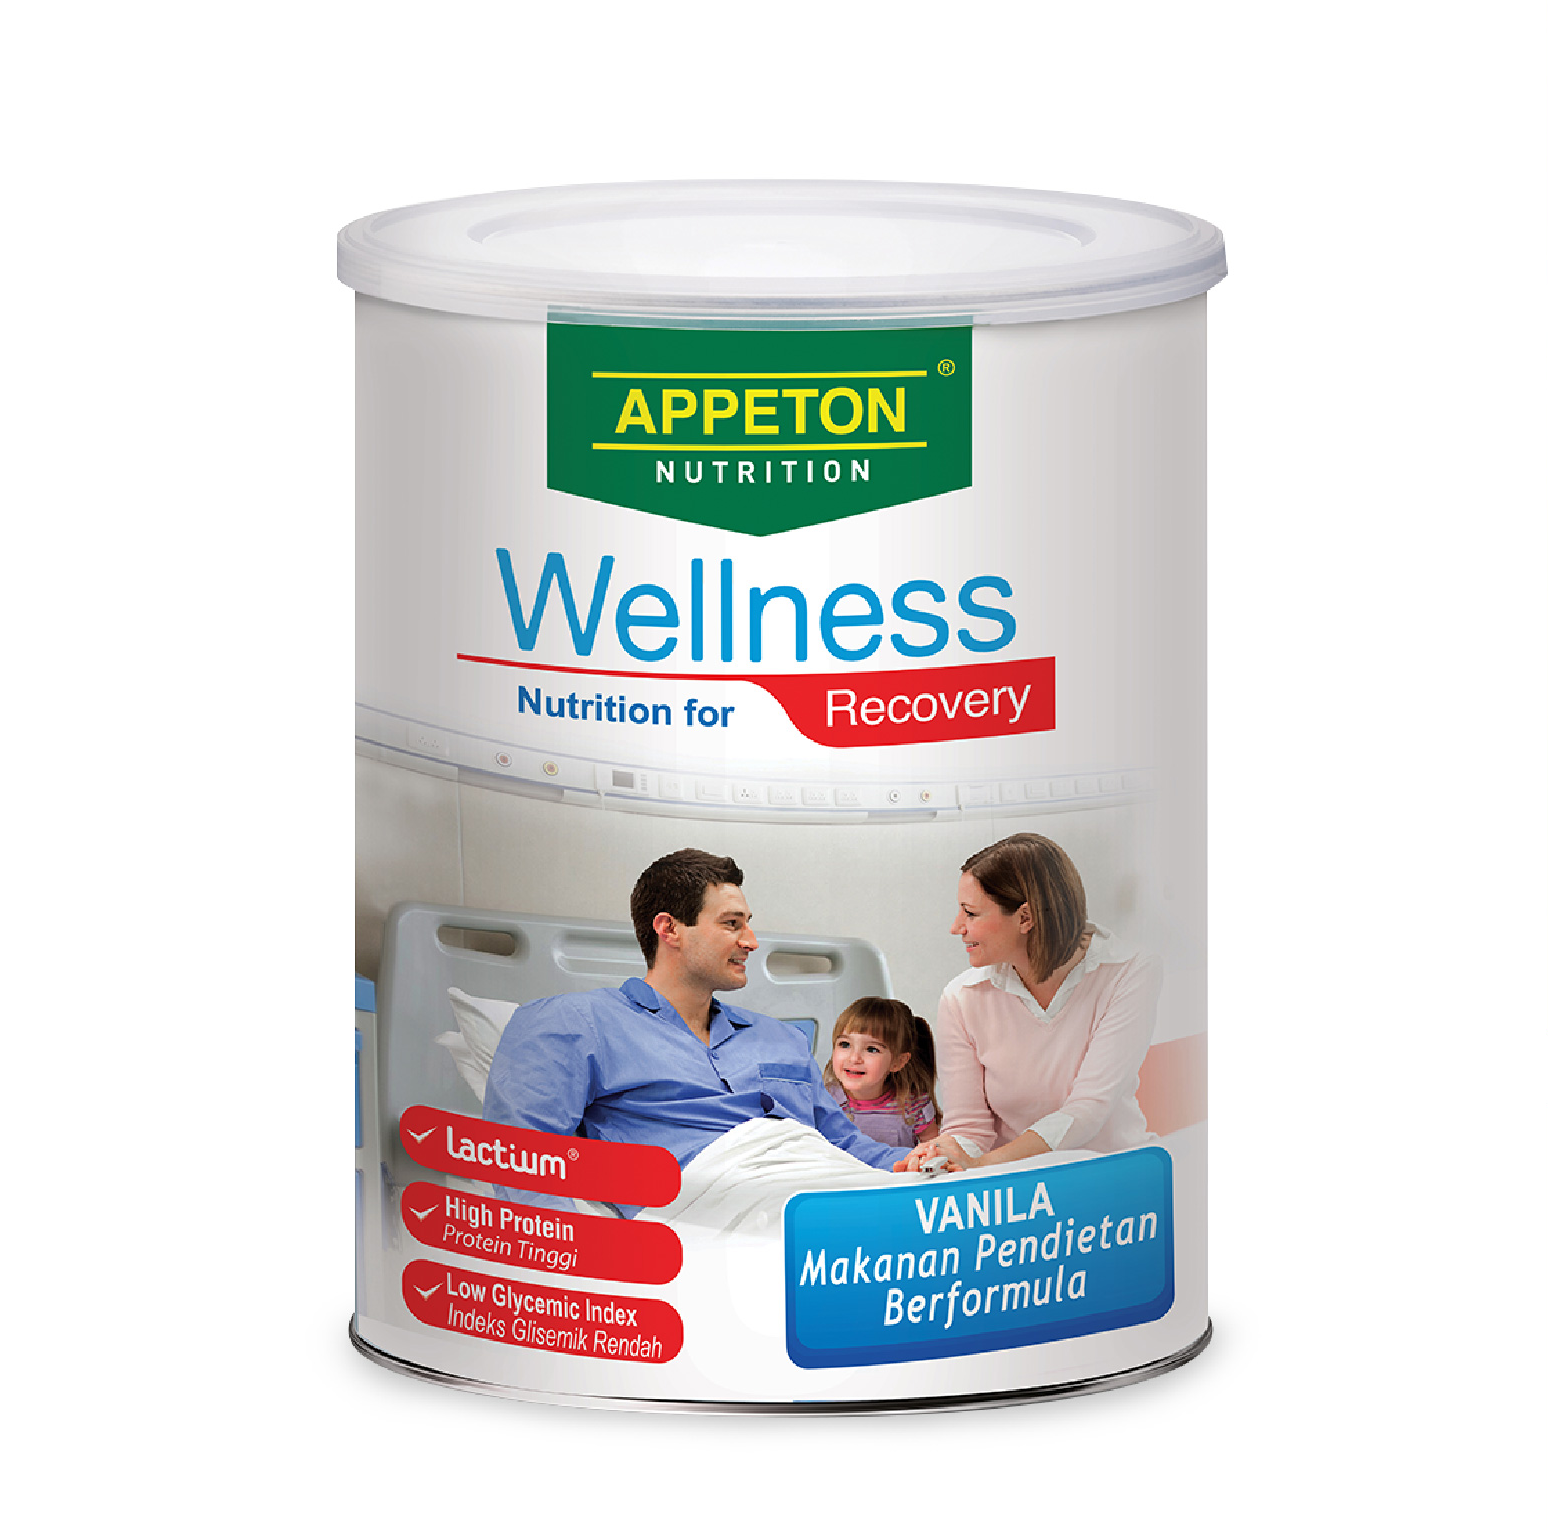 APPETON®
NUTRITION
Wellness
Nutrition for Recovery
Lactium®
High Protein
Protein Tinggi
Low Glycemic Index
Indeks Glisemik Rendah
VANILA
Makanan Pendietan
Berformula